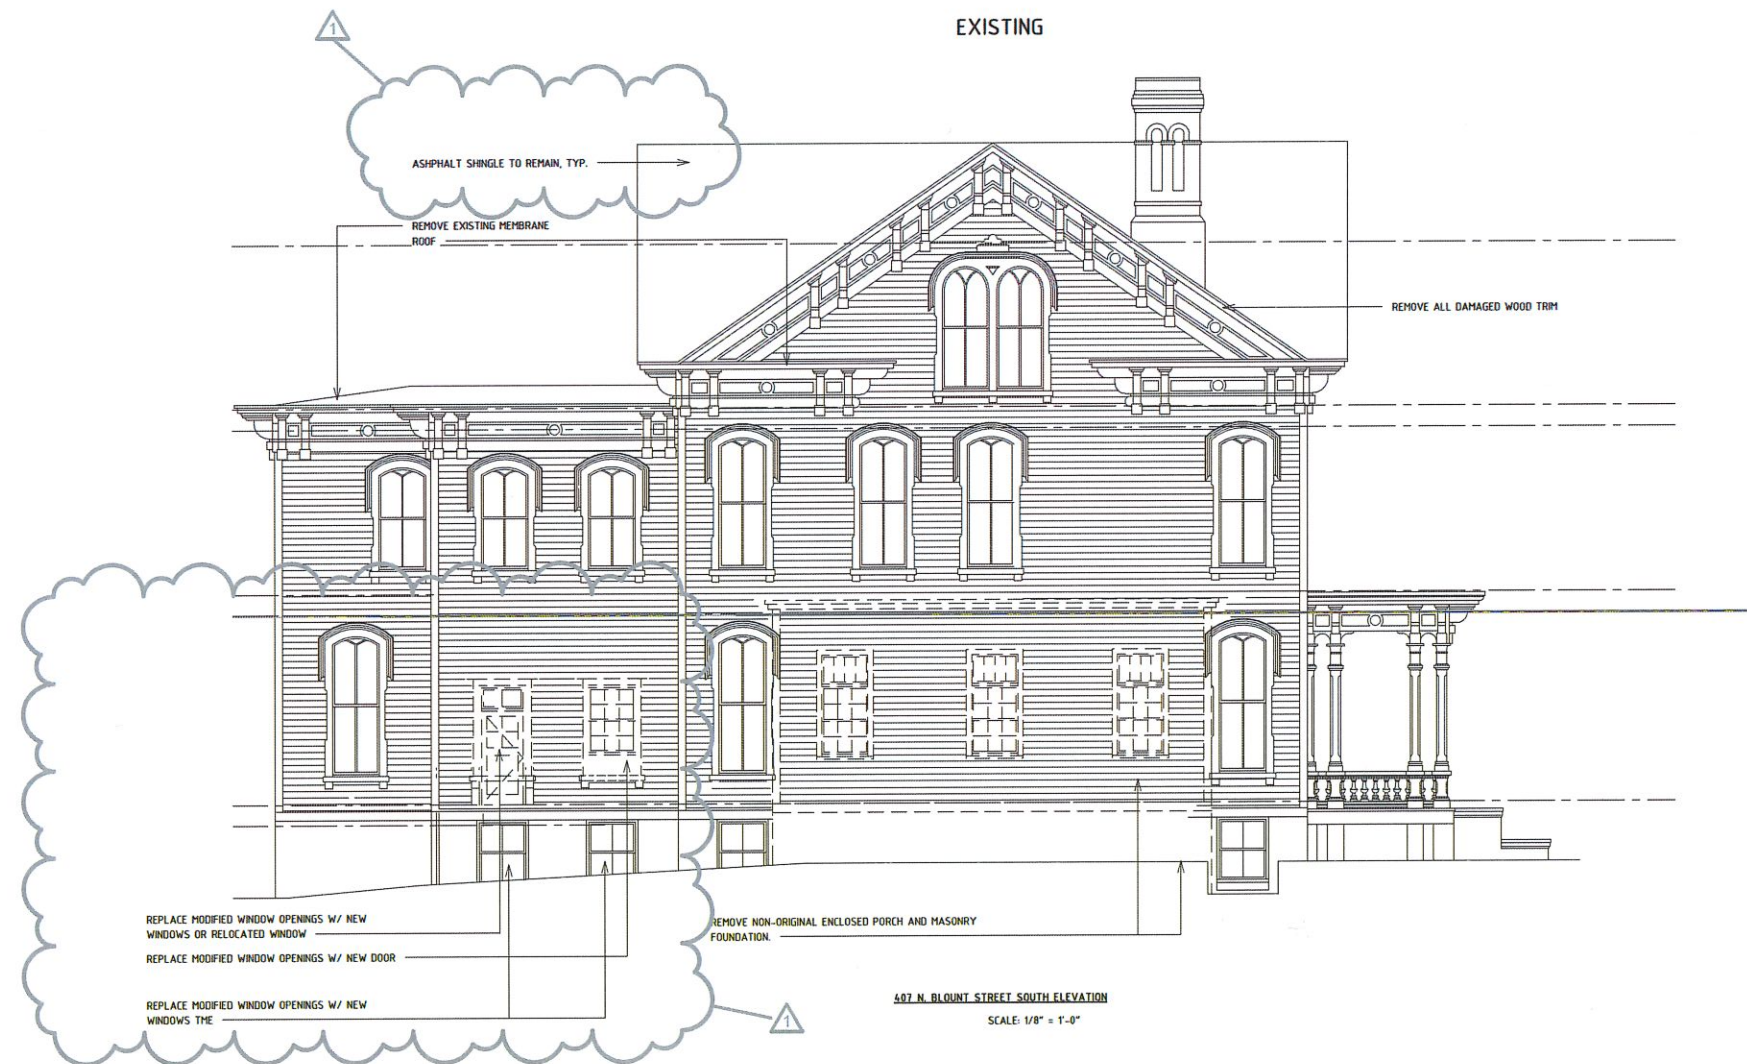 EXISTING
1
ASHPHALT SHINGLE TO REMAIN, TYP.
REMOVE EXISTING MEMBRANE
ROOF
REMOVE ALL DAMAGED WOOD TRIM
REPLACE MODIFIED WINDOW OPENINGS W/ NEW
WINDOWS OR RELOCATED WINDOW
REPLACE MODIFIED WINDOW OPENINGS W/ NEW DOOR
REPLACE MODIFIED WINDOW OPENINGS W/ NEW
WINDOWS TME
REMOVE NON-ORIGINAL ENCLOSED PORCH AND MASONRY
FOUNDATION.
407 N. BLOUNT STREET SOUTH ELEVATION
SCALE: 1/8" = 1'-0"
1